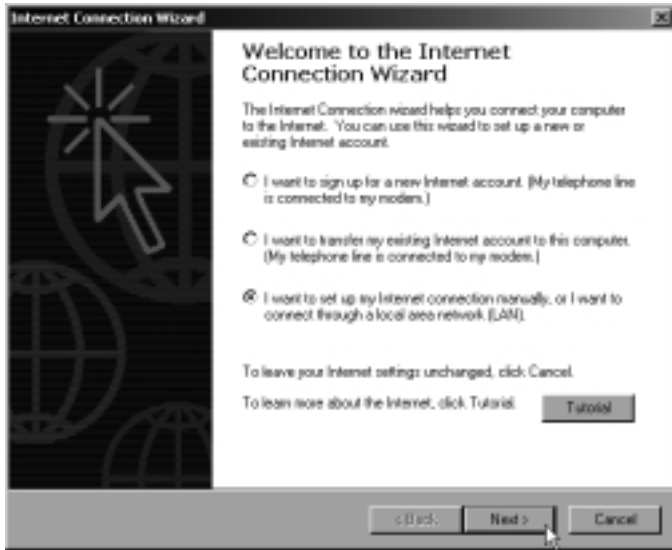 Internet Connection Wizard
Welcome to the Internet
Connection Wizard
The Internet Connection wizard helps you connect your computer
to the Internet. You can use this wizard to set up a new or
existing Internet account.
I want to sign up for a new Internet account. (My telephone line
is connected to my modem.)
I want to transfer my existing Internet account to this computer.
(My telephone line is connected to my modem.)
I want to set up my Internet connection manually, or I want to
connect through a local area network (LAN).
To leave your Internet settings unchanged, click Cancel.
To learn more about the Internet, click Tutorial.
Tutorial
< Back
Next >
Cancel